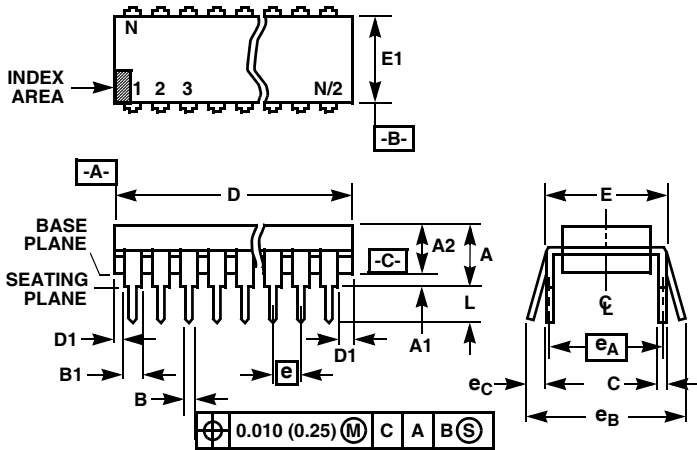 N
E1
INDEX
AREA
1 2 3 N/2
-B-
-A-
D
E
BASE
PLANE
A2
A
-C-
SEATING
PLANE
L
C
L
D1
A1
D1
eA
B1
e
eC
C
B
eB
0.010 (0.25) M C A B S